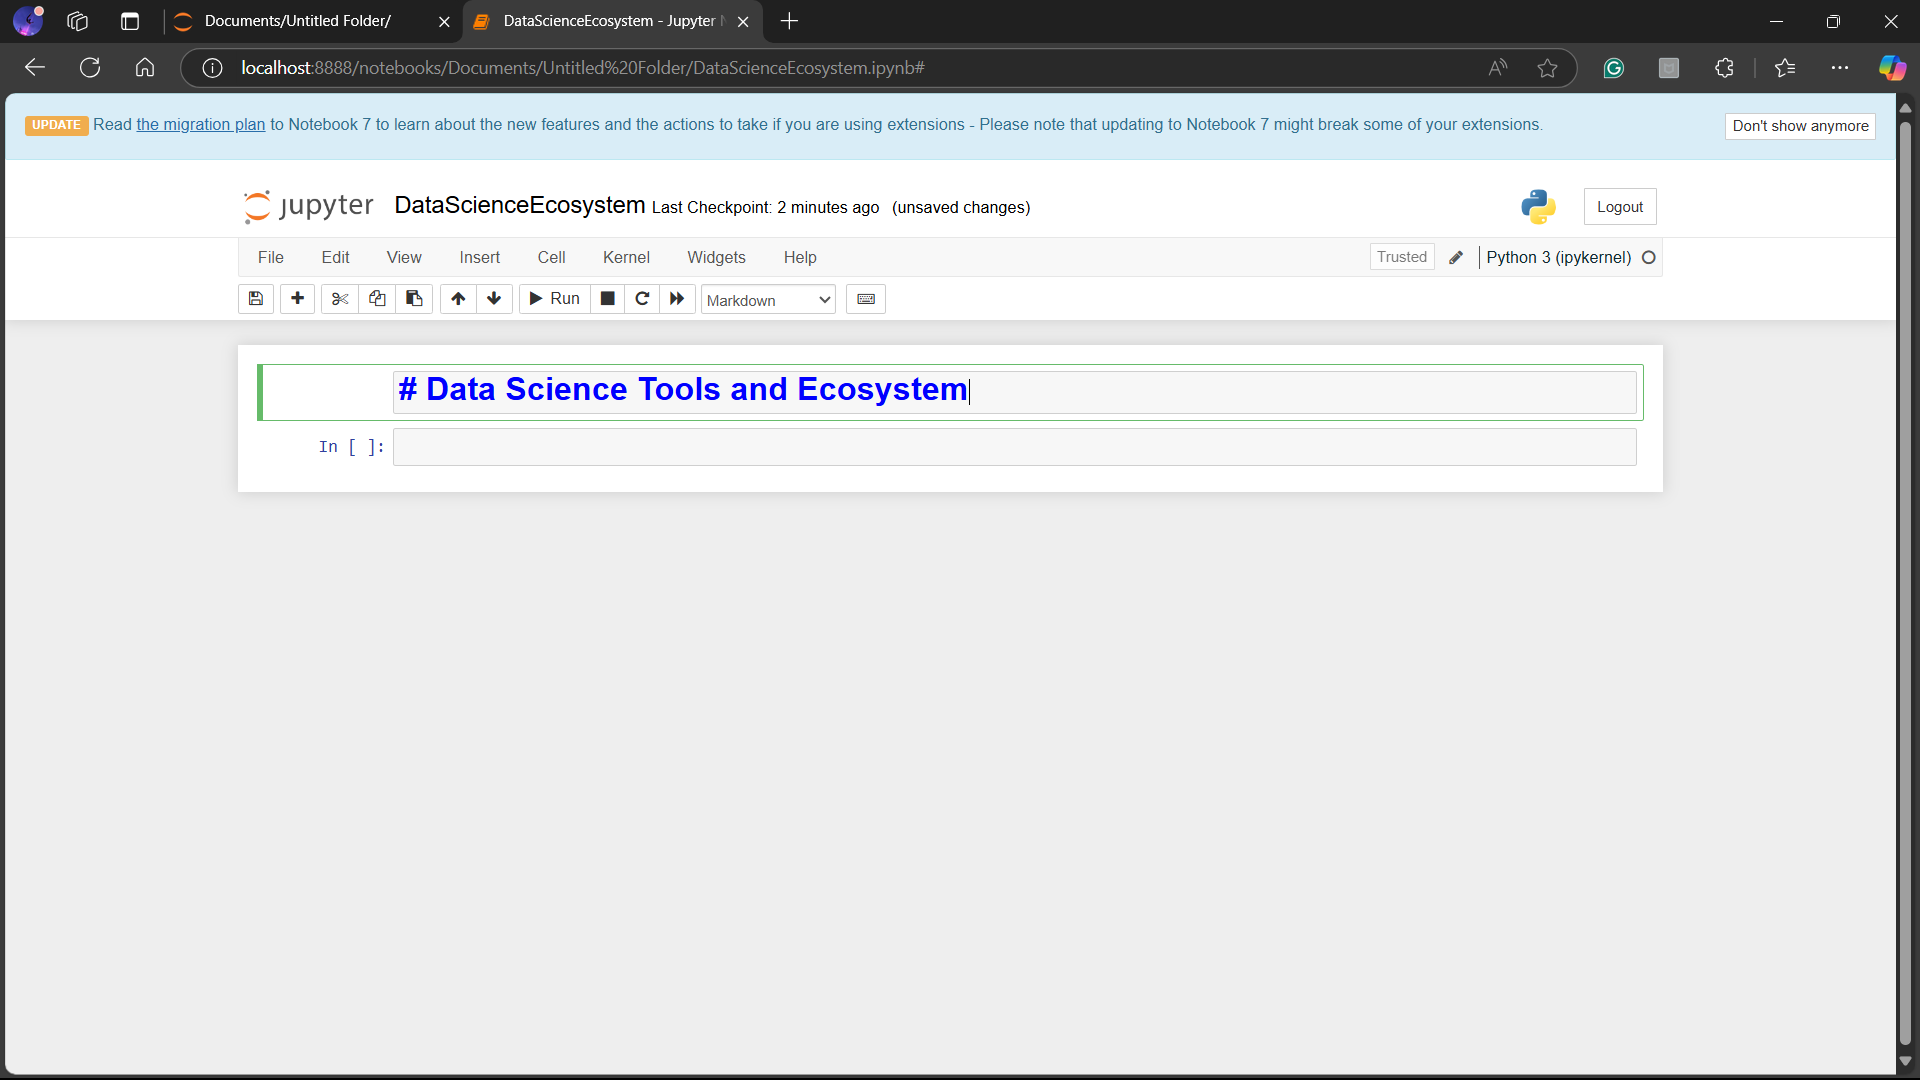 Documents/Untitled Folder/
DataScienceEcosystem - Jupyter N
localhost:8888/notebooks/Documents/Untitled%20Folder/DataScienceEcosystem.ipynb#
UPDATE Read the migration plan to Notebook 7 to learn about the new features and the actions to take if you are using extensions - Please note that updating to Notebook 7 might break some of your extensions.
Don't show anymore
jupyter DataScienceEcosystem Last Checkpoint: 2 minutes ago (unsaved changes)
Logout
File Edit View Insert Cell Kernel Widgets Help
Trusted Python 3 (ipykernel)
Run Markdown
# Data Science Tools and Ecosystem
In [ ]: